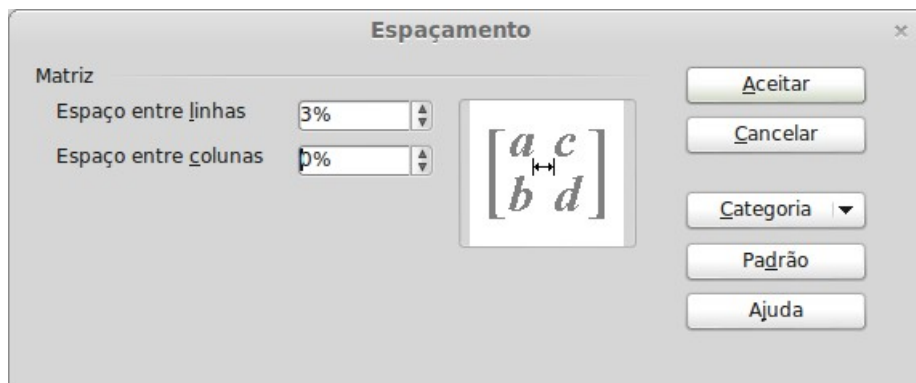 Espaçamento
Matriz
Espaço entre linhas 3%
Espaço entre colunas 0%
a c
b d
Aceitar
Cancelar
Categoria
Padrão
Ajuda